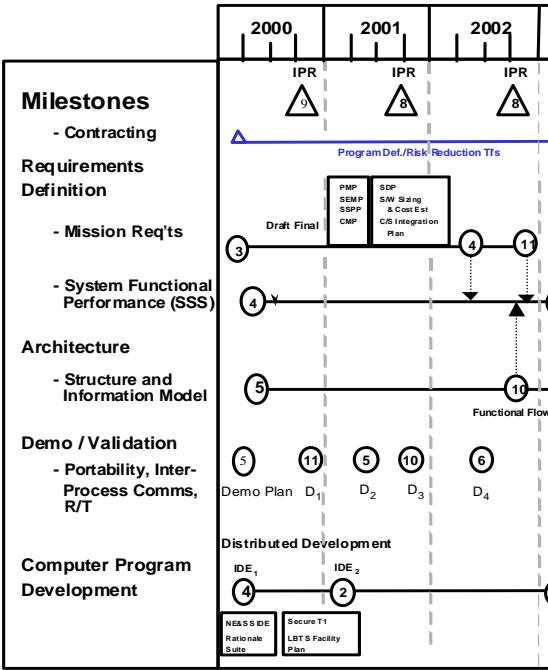 2000 2001 2002
IPR IPR IPR
Milestones
9 8 8
- Contracting
Program Def./Risk Reduction TI's
Requirements
Definition
PMP
SEMP
SSPP
CMP
SDP
S/W Sizing
& Cost Est
C/S Integration
Plan
Draft Final
- Mission Req'ts
3 4 11
- System Functional
Performance (SSS)
4
Architecture
- Structure and
Information Model
5 10
Functional Flow
Demo / Validation
- Portability, Inter-
Process Comms,
R/T
5 11 5 10 6
Demo Plan D1 D2 D3 D4
Distributed Development
Computer Program
Development
IDE1 IDE2
4 2
NE&SS IDE
Rationale
Suite
Secure T1
LBTS Facility
Plan